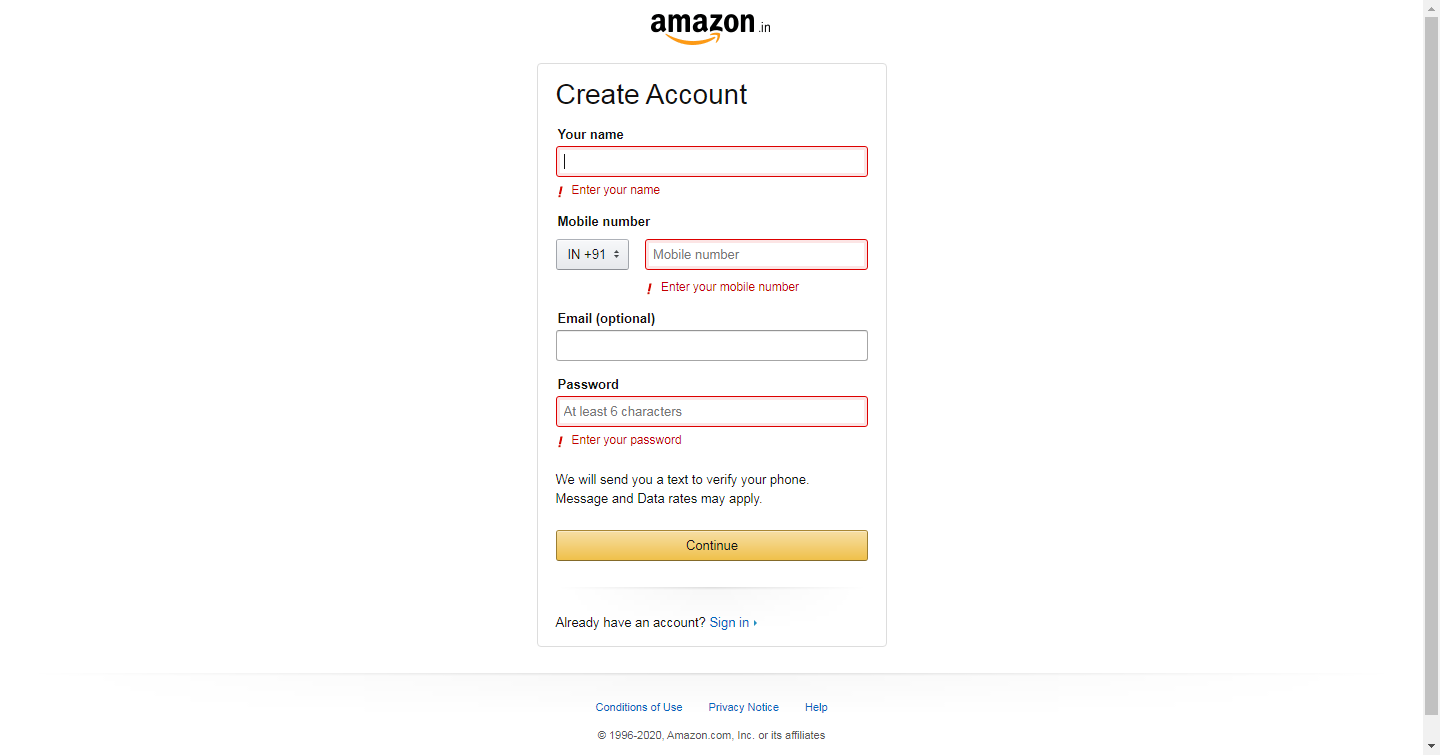 amazon.in
Create Account
Your name
! Enter your name
Mobile number
IN +91 Mobile number
! Enter your mobile number
Email (optional)
Password
At least 6 characters
! Enter your password
We will send you a text to verify your phone.
Message and Data rates may apply.
Continue
Already have an account? Sign in
Conditions of Use Privacy Notice Help
© 1996-2020, Amazon.com, Inc. or its affiliates